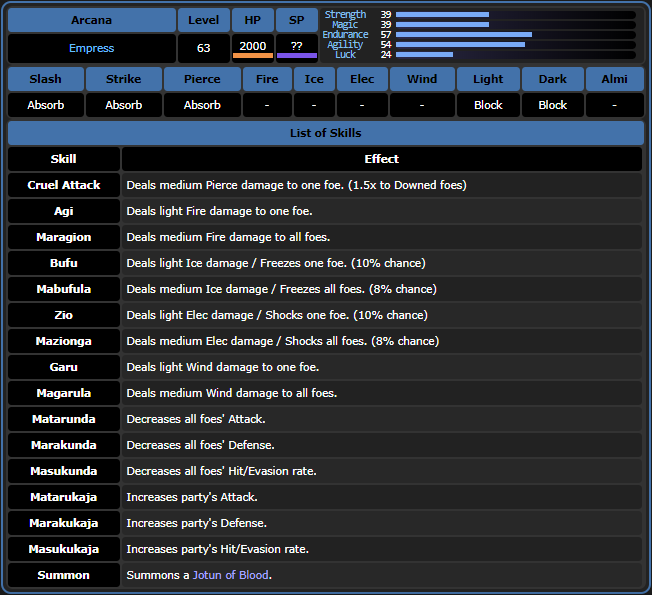 Arcana Level HP SP
Empress 63 2000 ??
Strength 39
Magic 39
Endurance 57
Agility 54
Luck 24
Slash Strike Pierce Fire Ice Elec Wind Light Dark Almi
Absorb Absorb Absorb - - - - Block Block -
List of Skills
Skill Effect
Cruel Attack Deals medium Pierce damage to one foe. (1.5x to Downed foes)
Agi Deals light Fire damage to one foe.
Maragion Deals medium Fire damage to all foes.
Bufu Deals light Ice damage / Freezes one foe. (10% chance)
Mabufula Deals medium Ice damage / Freezes all foes. (8% chance)
Zio Deals light Elec damage / Shocks one foe. (10% chance)
Mazionga Deals medium Elec damage / Shocks all foes. (8% chance)
Garu Deals light Wind damage to one foe.
Magarula Deals medium Wind damage to all foes.
Matarunda Decreases all foes' Attack.
Marakunda Decreases all foes' Defense.
Masukunda Decreases all foes' Hit/Evasion rate.
Matarukaja Increases party's Attack.
Marakukaja Increases party's Defense.
Masukukaja Increases party's Hit/Evasion rate.
Summon Summons a Jotun of Blood.